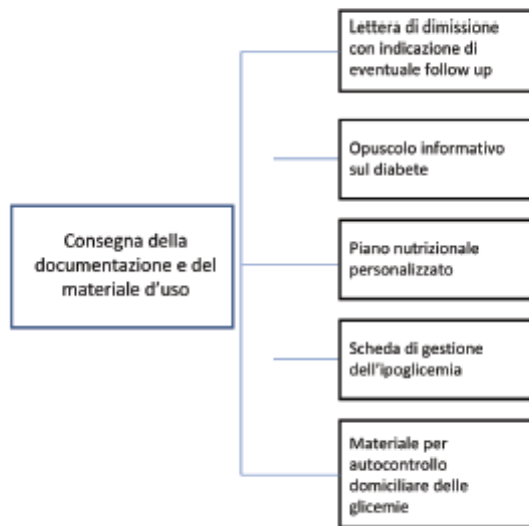 Lettera di dimissione
con indicazione di
eventuale follow up
Opuscolo informativo
sul diabete
Consegna della
documentazione e del
materiale d'uso
Piano nutrizionale
personalizzato
Scheda di gestione
dell'ipoglicemia
Materiale per
autocontrollo
domiciliare delle
glicemie